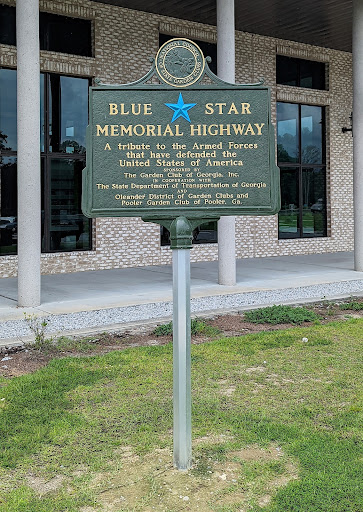 BLUE STAR
MEMORIAL HIGHWAY
A tribute to the Armed Forces
that have defended the
United States of America
SPONSORED BY
The Garden Club of Georgia, Inc.
IN COOPERATION WITH
The State Department of Transportation of Georgia
AND
Oleander District of Garden Clubs and
Pooler Garden Club of Pooler, Ga.